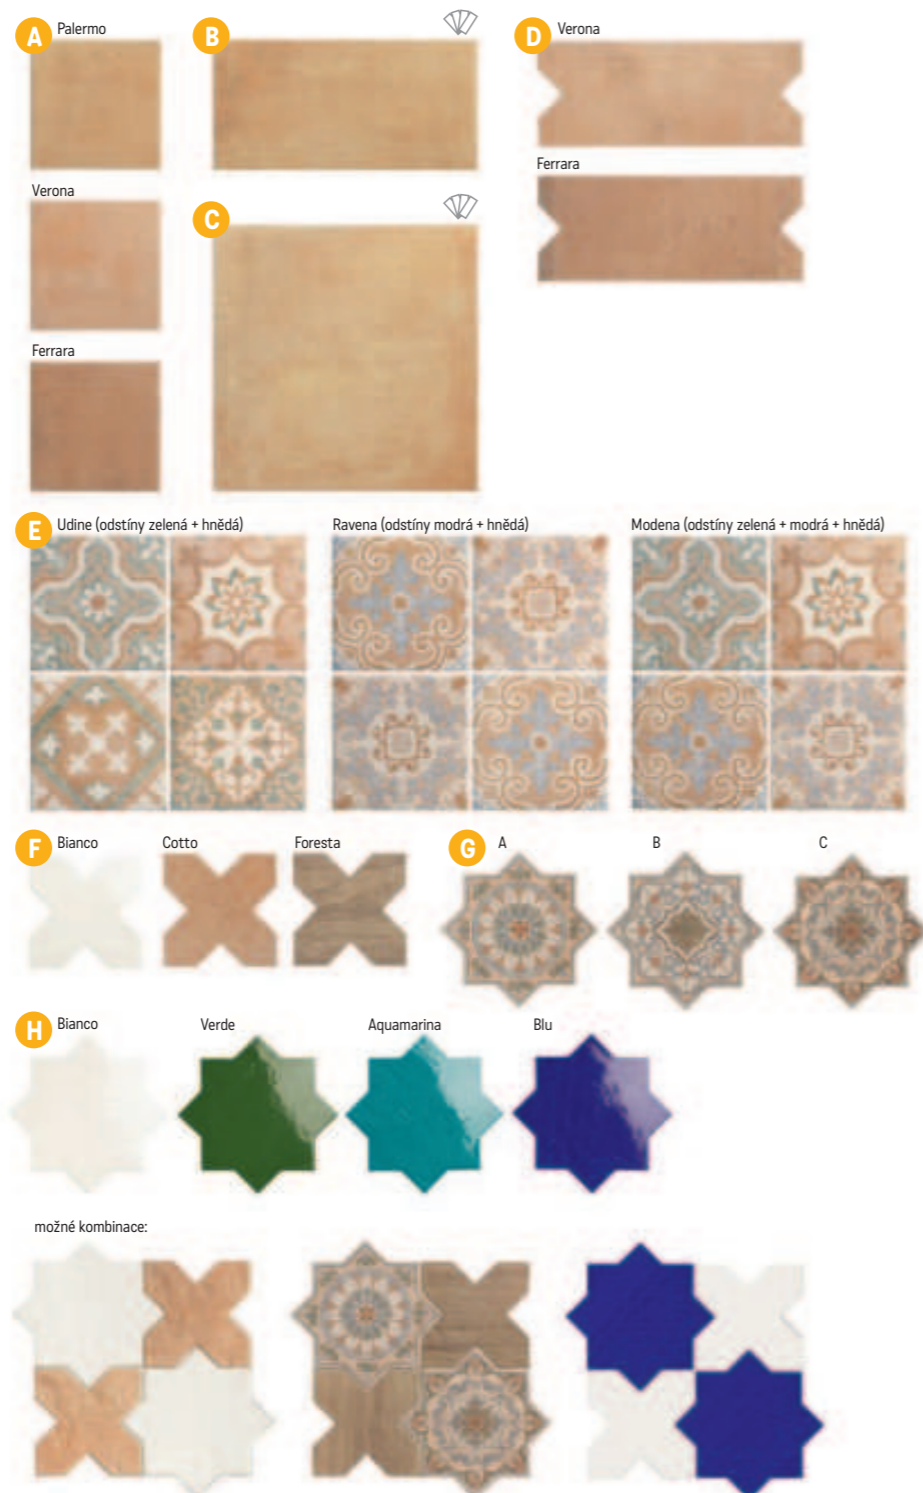 A Palermo
B
D Verona
Ferrara
Verona
C
Ferrara
E Udine (odstíny zelená + hnědá)
Ravena (odstíny modrá + hnědá)
Modena (odstíny zelená + modrá + hnědá)
F Bianco
Cotto
Foresta
G A
B
C
H Bianco
Verde
Aquamarina
Blu
možné kombinace: